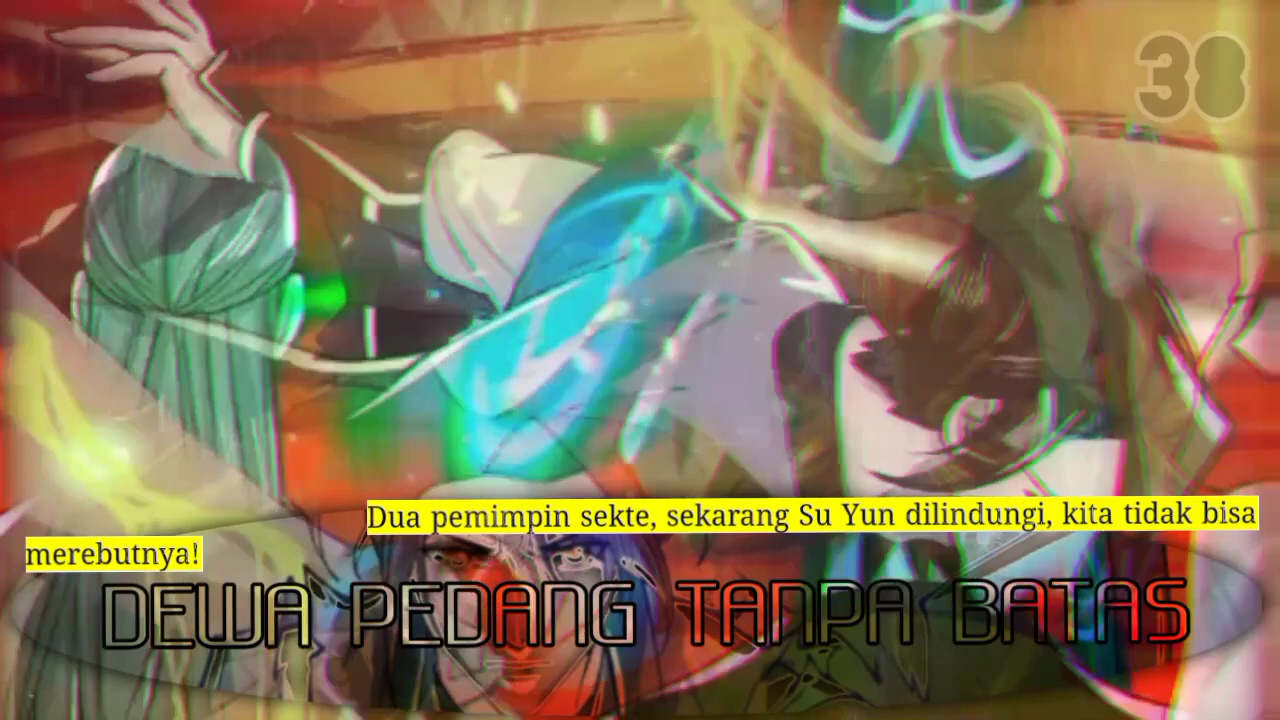 38
Dua pemimpin sekte, sekarang Su Yun dilindungi, kita tidak bisa
merebutnya!
DEWA PEDANG TANPA BATAS